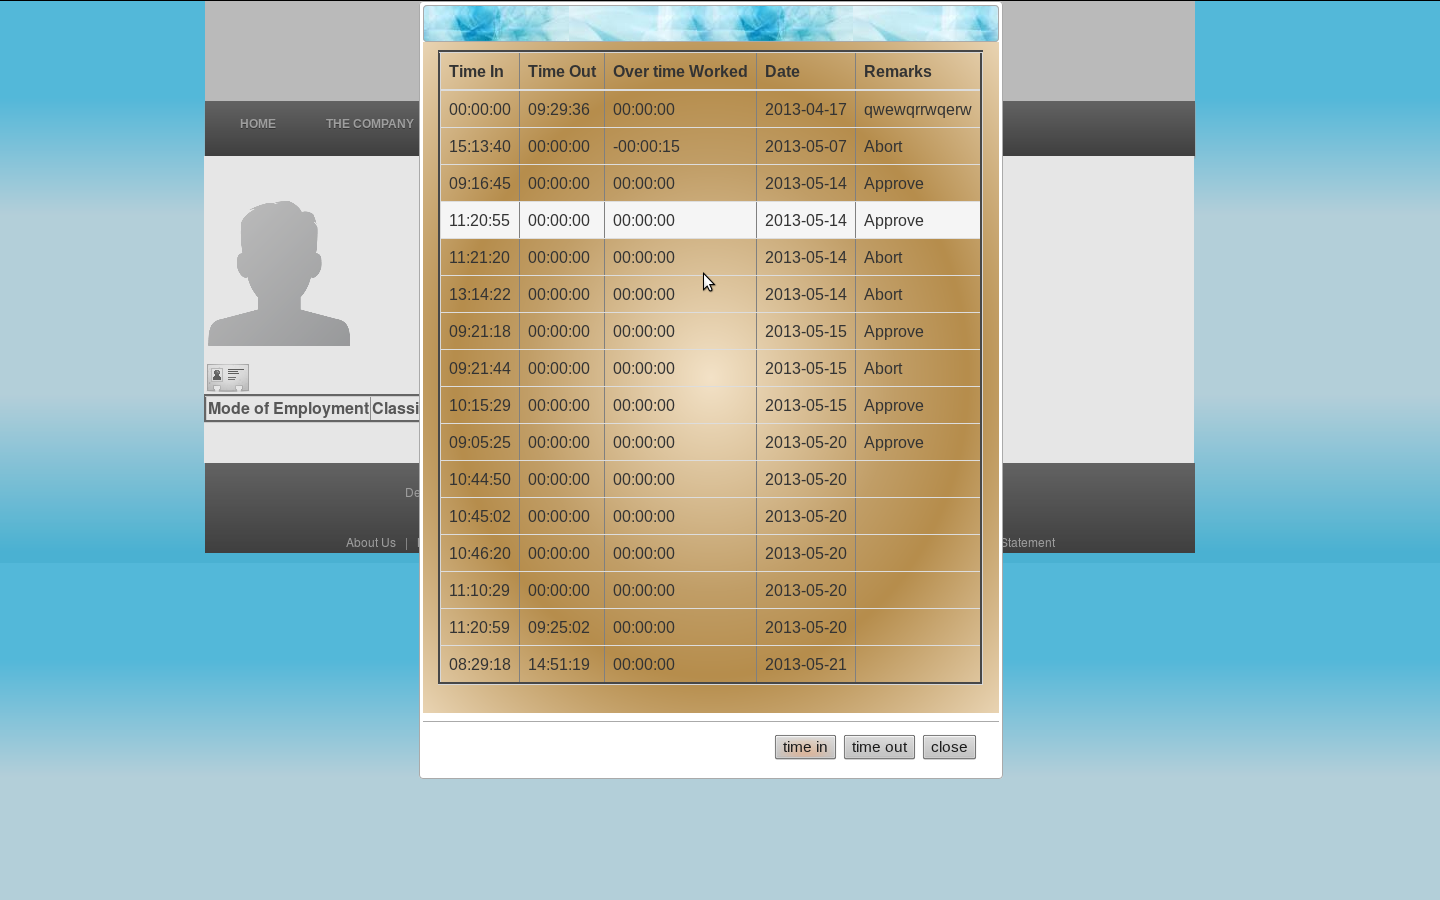 Time In Time Out Over time Worked Date Remarks
00:00:00 09:29:36 00:00:00 2013-04-17 qwewqrrwqerw
15:13:40 00:00:00 -00:00:15 2013-05-07 Abort
09:16:45 00:00:00 00:00:00 2013-05-14 Approve
11:20:55 00:00:00 00:00:00 2013-05-14 Approve
11:21:20 00:00:00 00:00:00 2013-05-14 Abort
13:14:22 00:00:00 00:00:00 2013-05-14 Abort
09:21:18 00:00:00 00:00:00 2013-05-15 Approve
09:21:44 00:00:00 00:00:00 2013-05-15 Abort
10:15:29 00:00:00 00:00:00 2013-05-15 Approve
09:05:25 00:00:00 00:00:00 2013-05-20 Approve
10:44:50 00:00:00 00:00:00 2013-05-20
10:45:02 00:00:00 00:00:00 2013-05-20
10:46:20 00:00:00 00:00:00 2013-05-20
11:10:29 00:00:00 00:00:00 2013-05-20
11:20:59 09:25:02 00:00:00 2013-05-20
08:29:18 14:51:19 00:00:00 2013-05-21
time in time out close
HOME THE COMPANY
Mode of Employment Classi
De
About Us | Statement